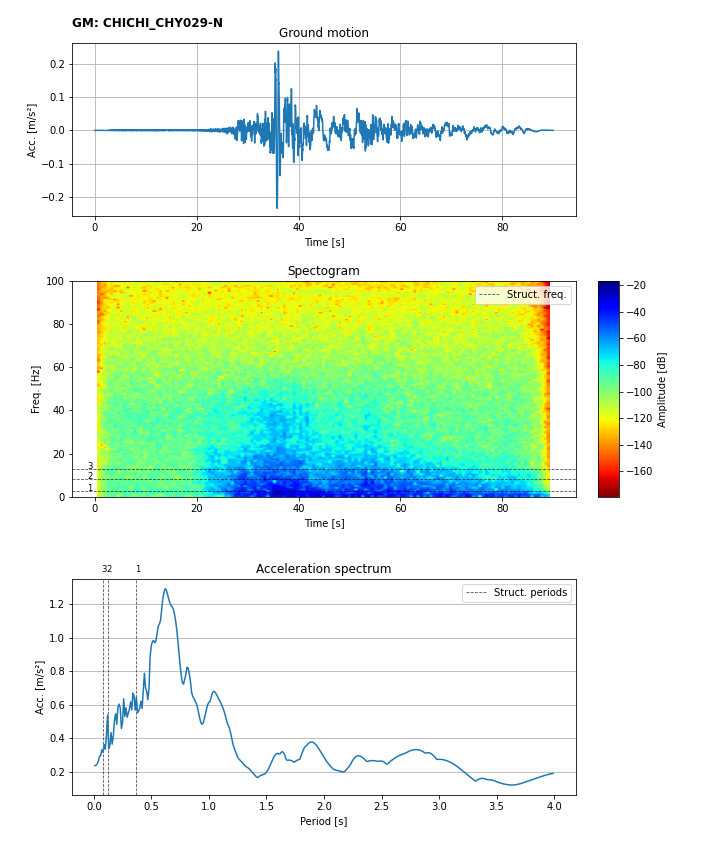 GM: CHICHI_CHY029-N
Ground motion
Acc. [m/s²]
0.2
0.1
0.0
−0.1
−0.2
0 20 40 60 80
Time [s]
Spectogram
Freq. [Hz]
100
80
60
40
20
0
Struct. freq.
3
2
1
0 20 40 60 80
Time [s]
−20
−40
−60
−80
−100
−120
−140
−160
Amplitude [dB]
32 1
Acceleration spectrum
Acc. [m/s²]
1.2
1.0
0.8
0.6
0.4
0.2
Struct. periods
0.0 0.5 1.0 1.5 2.0 2.5 3.0 3.5 4.0
Period [s]